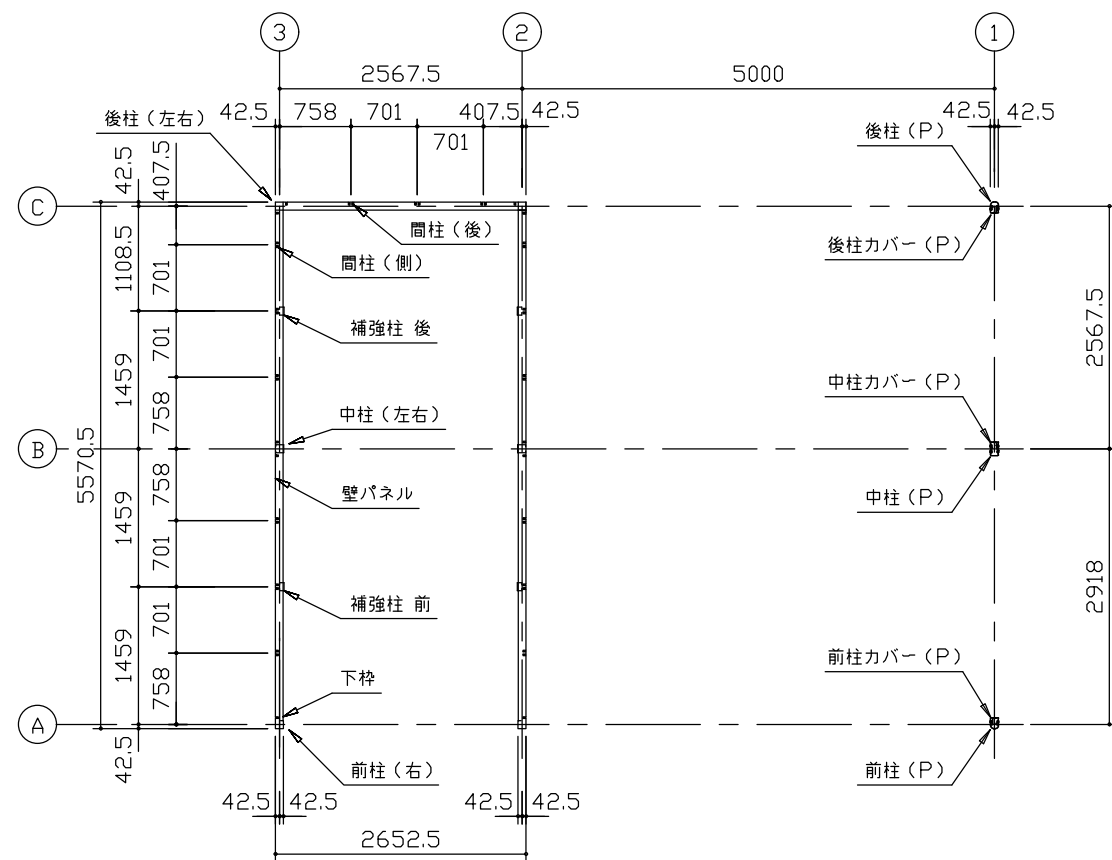 3
2
1
2567.5
5000
42.5
758
701
407.5
42.5
42.5
42.5
701
後柱(左右)
後柱(P)
42.5
407.5
C
間柱(後)
後柱カバー(P)
間柱(側)
1108.5
701
補強柱 後
701
2567.5
1459
758
中柱(左右)
中柱カバー(P)
B
5570.5
758
壁パネル
中柱(P)
1459
701
補強柱 前
2918
701
1459
758
下枠
前柱カバー(P)
A
42.5
前柱(右)
前柱(P)
42.5
42.5
42.5
42.5
2652.5